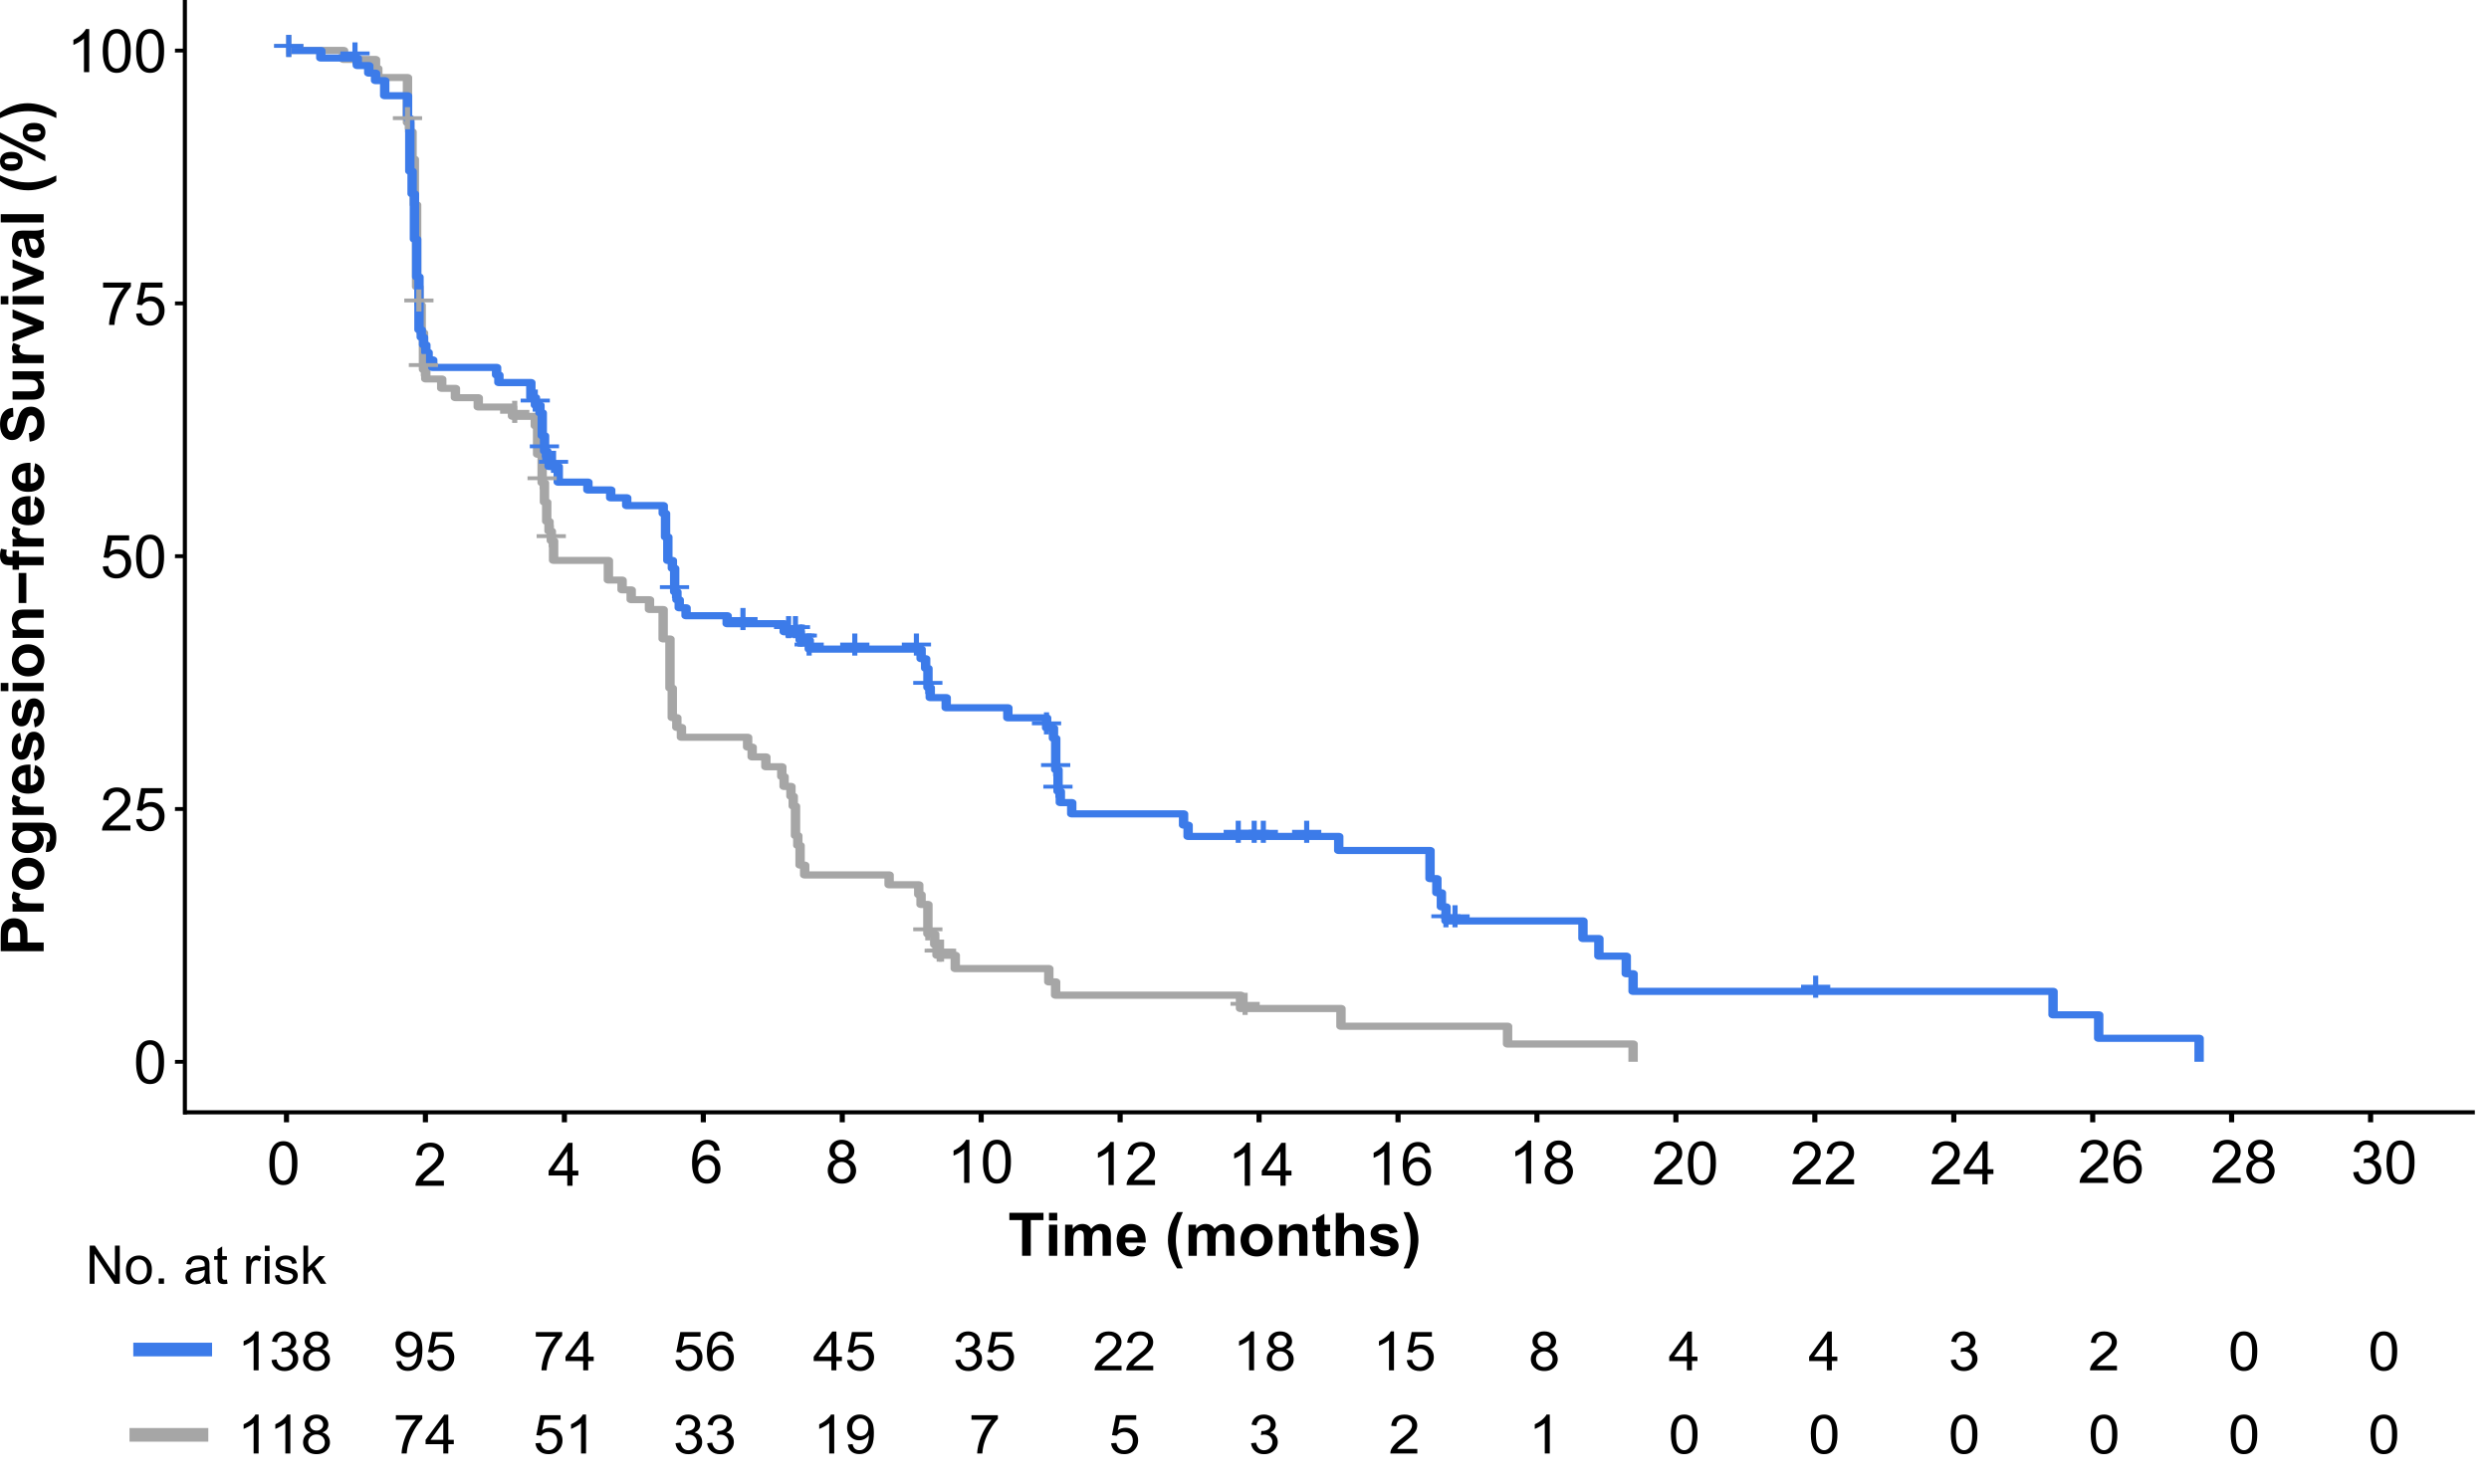 Progression−free Survival (%)
100
75
50
25
0
0 2 4 6 8 10 12 14 16 18 20 22 24 26 28 30
Time (months)
No. at risk
138 95 74 56 45 35 22 18 15 8 4 4 3 2 0 0
118 74 51 33 19 7 5 3 2 1 0 0 0 0 0 0